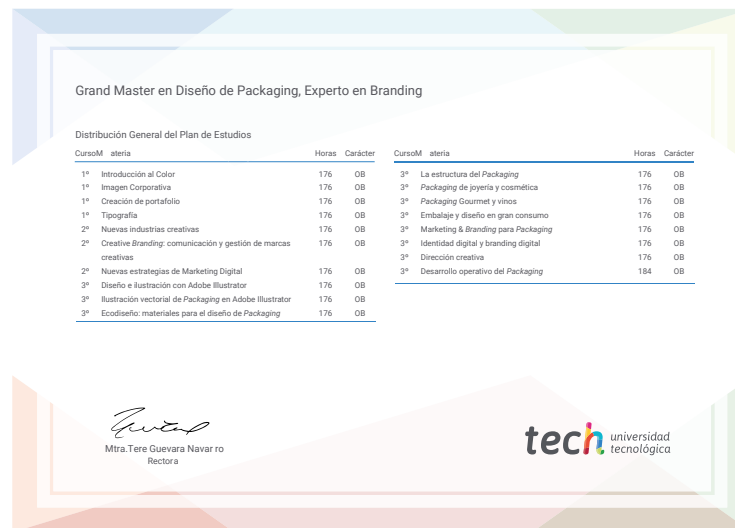 Grand Master en Diseño de Packaging, Experto en Branding
Distribución General del Plan de Estudios
CursoM ateria Horas Carácter
1º Introducción al Color 176 OB
1º Imagen Corporativa 176 OB
1º Creación de portafolio 176 OB
1º Tipografía 176 OB
2º Nuevas industrias creativas 176 OB
2º Creative Branding: comunicación y gestión de marcas 176 OB
creativas
2º Nuevas estrategias de Marketing Digital 176 OB
3º Diseño e ilustración con Adobe Illustrator 176 OB
3º Ilustración vectorial de Packaging en Adobe Illustrator 176 OB
3º Ecodiseño: materiales para el diseño de Packaging 176 OB
CursoM ateria Horas Carácter
3º La estructura del Packaging 176 OB
3º Packaging de joyería y cosmética 176 OB
3º Packaging Gourmet y vinos 176 OB
3º Embalaje y diseño en gran consumo 176 OB
3º Marketing & Branding para Packaging 176 OB
3º Identidad digital y branding digital 176 OB
3º Dirección creativa 176 OB
3º Desarrollo operativo del Packaging 184 OB
Mtra.Tere Guevara Navar ro
Rectora
tech universidad
tecnológica